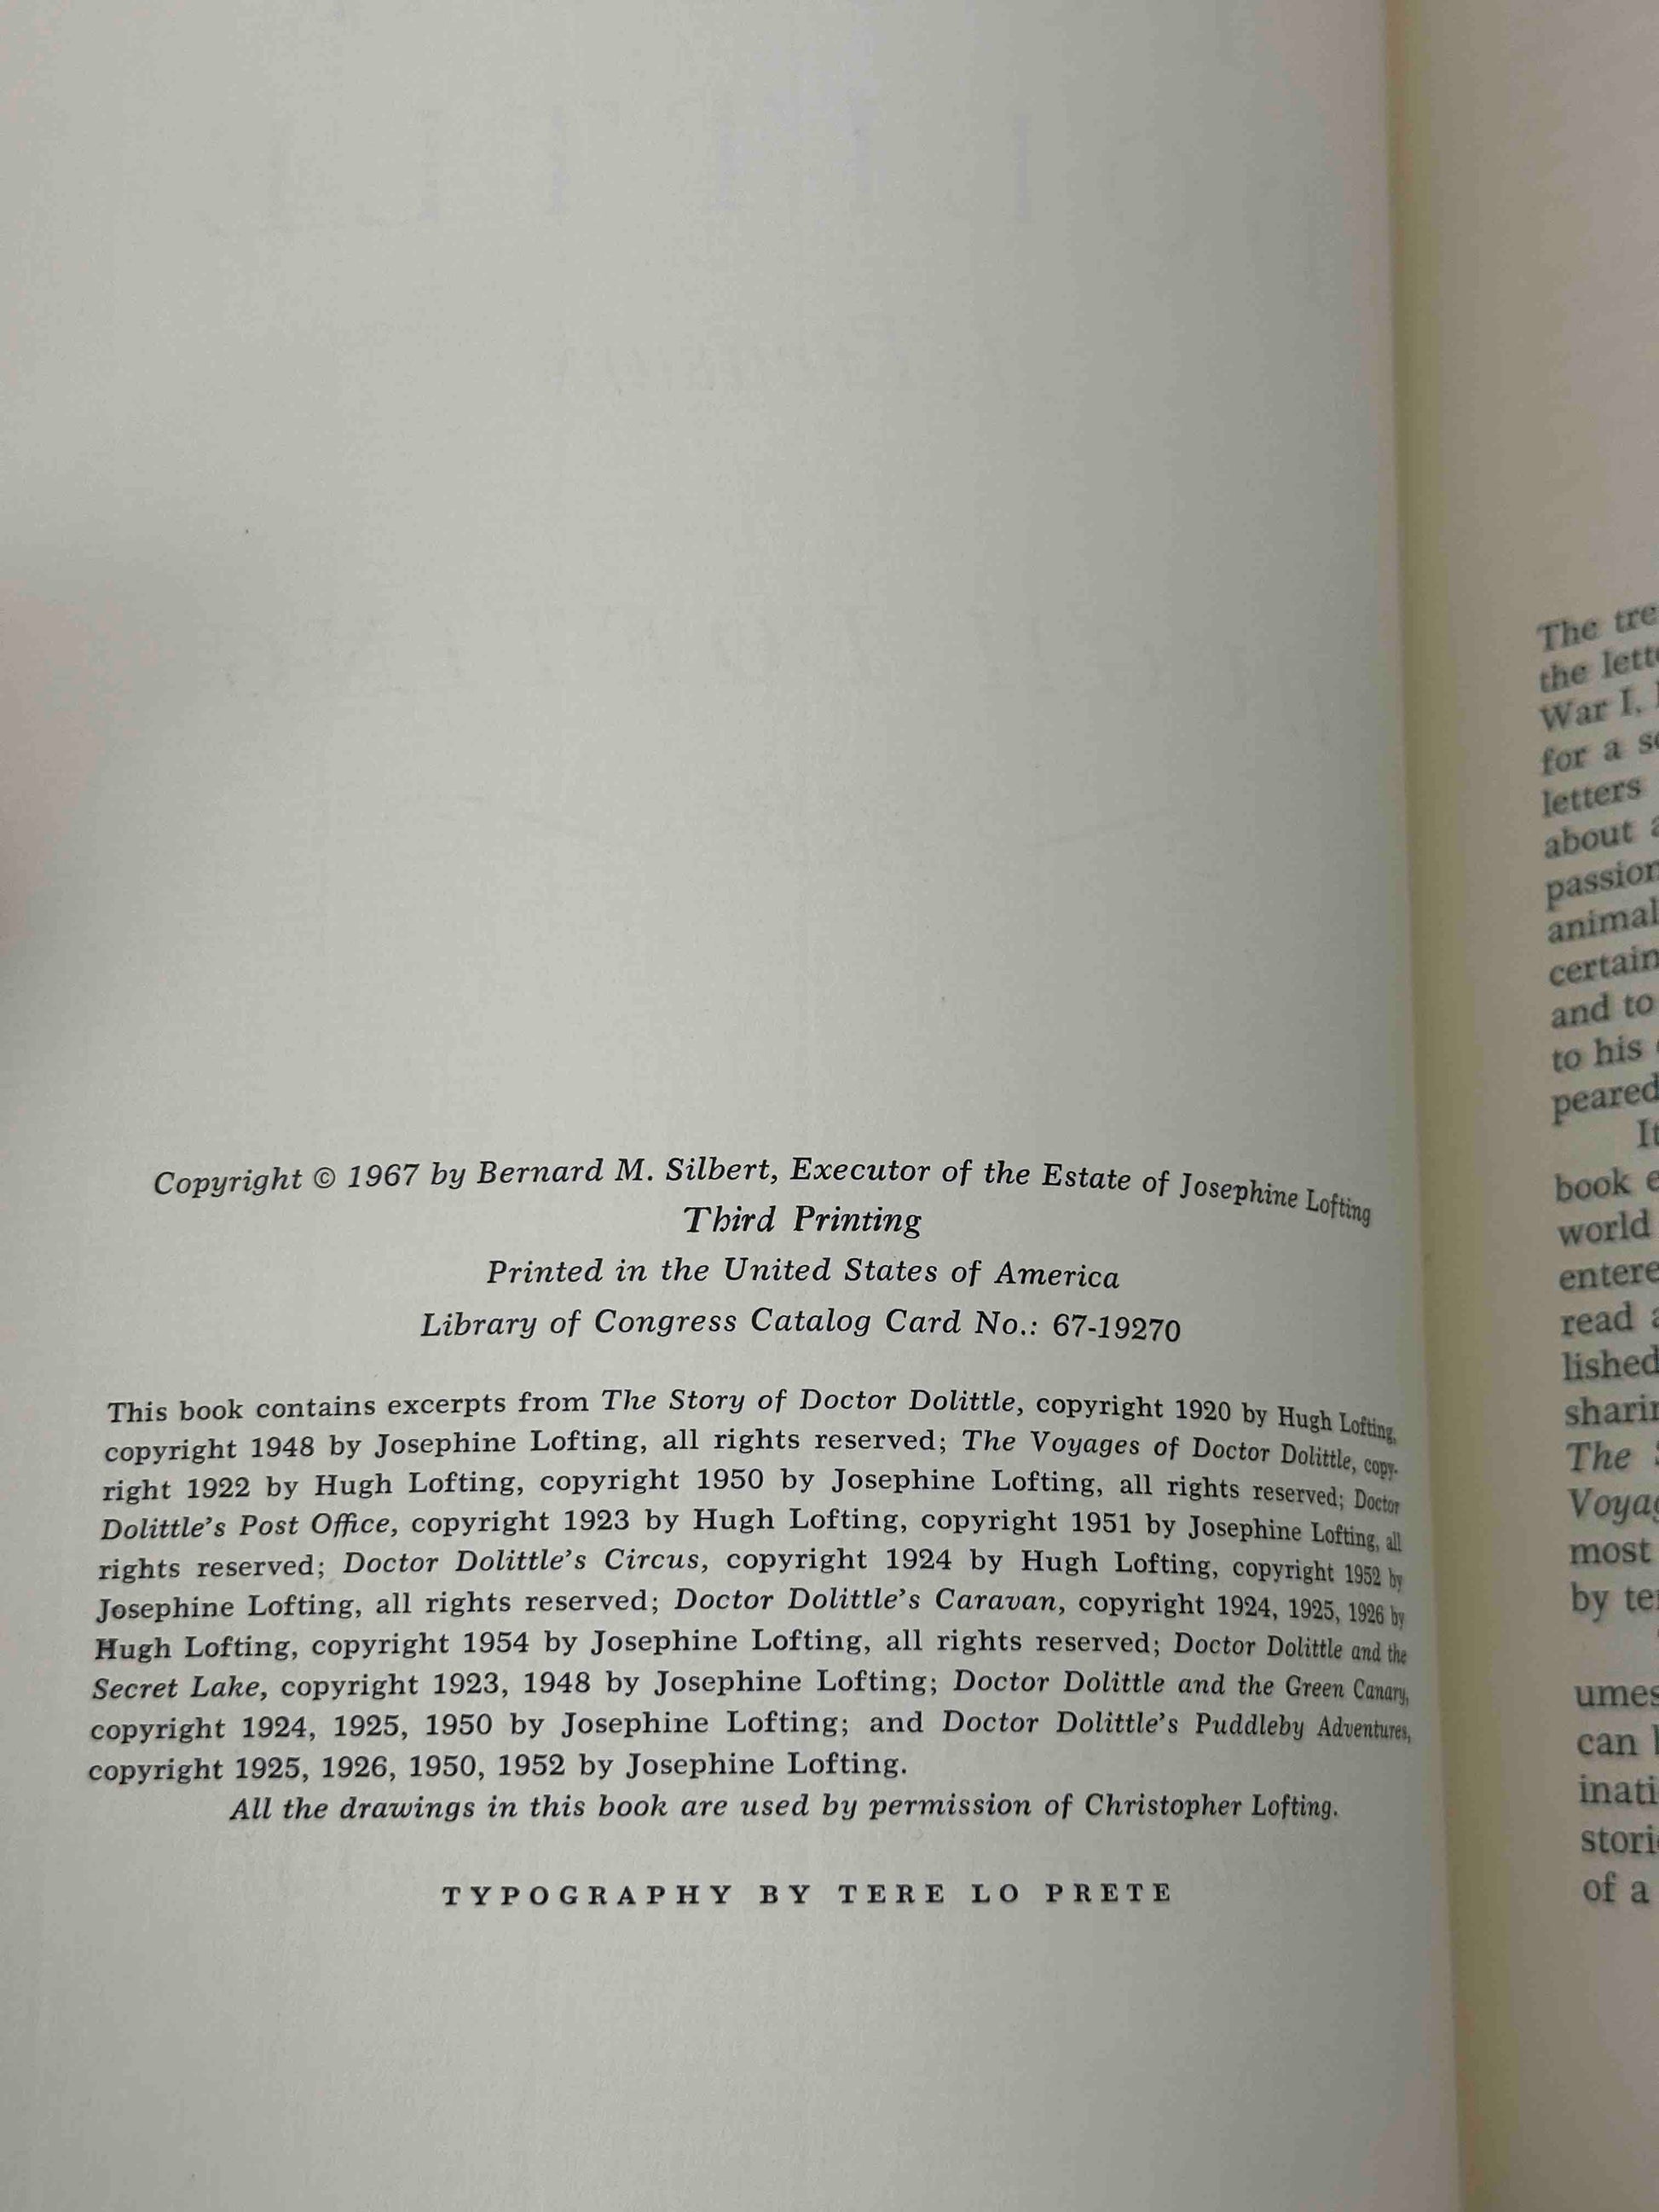 Copyright © 1967 by Bernard M. Silbert, Executor of the Estate of Josephine Lofting
Third Printing
Printed in the United States of America
Library of Congress Catalog Card No.: 67-19270
This book contains excerpts from The Story of Doctor Dolittle, copyright 1920 by Hugh Lofting,
copyright 1948 by Josephine Lofting, all rights reserved; The Voyages of Doctor Dolittle, copy-
right 1922 by Hugh Lofting, copyright 1950 by Josephine Lofting, all rights reserved; Doctor
Dolittle's Post Office, copyright 1923 by Hugh Lofting, copyright 1951 by Josephine Lofting, all
rights reserved; Doctor Dolittle's Circus, copyright 1924 by Hugh Lofting, copyright 1952 by
Josephine Lofting, all rights reserved; Doctor Dolittle's Caravan, copyright 1924, 1925, 1926 by
Hugh Lofting, copyright 1954 by Josephine Lofting, all rights reserved; Doctor Dolittle and the
Secret Lake, copyright 1923, 1948 by Josephine Lofting; Doctor Dolittle and the Green Canary,
copyright 1924, 1925, 1950 by Josephine Lofting; and Doctor Dolittle's Puddleby Adventures,
copyright 1925, 1926, 1950, 1952 by Josephine Lofting.
All the drawings in this book are used by permission of Christopher Lofting.
TYPOGRAPHY BY TERE LO PRETE
The
the
War I,
for a
letters
about
certain
and to
to his
book
world
read
The
most
by
can
of a